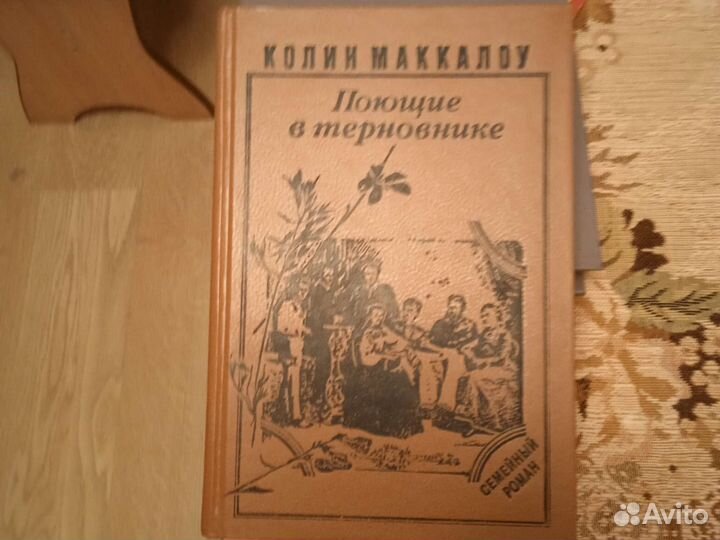 КОЛИН МАККАЛОУ
Поющие
в терновнике
СЕМЕЙНЫЙ
РОМАН
Avito